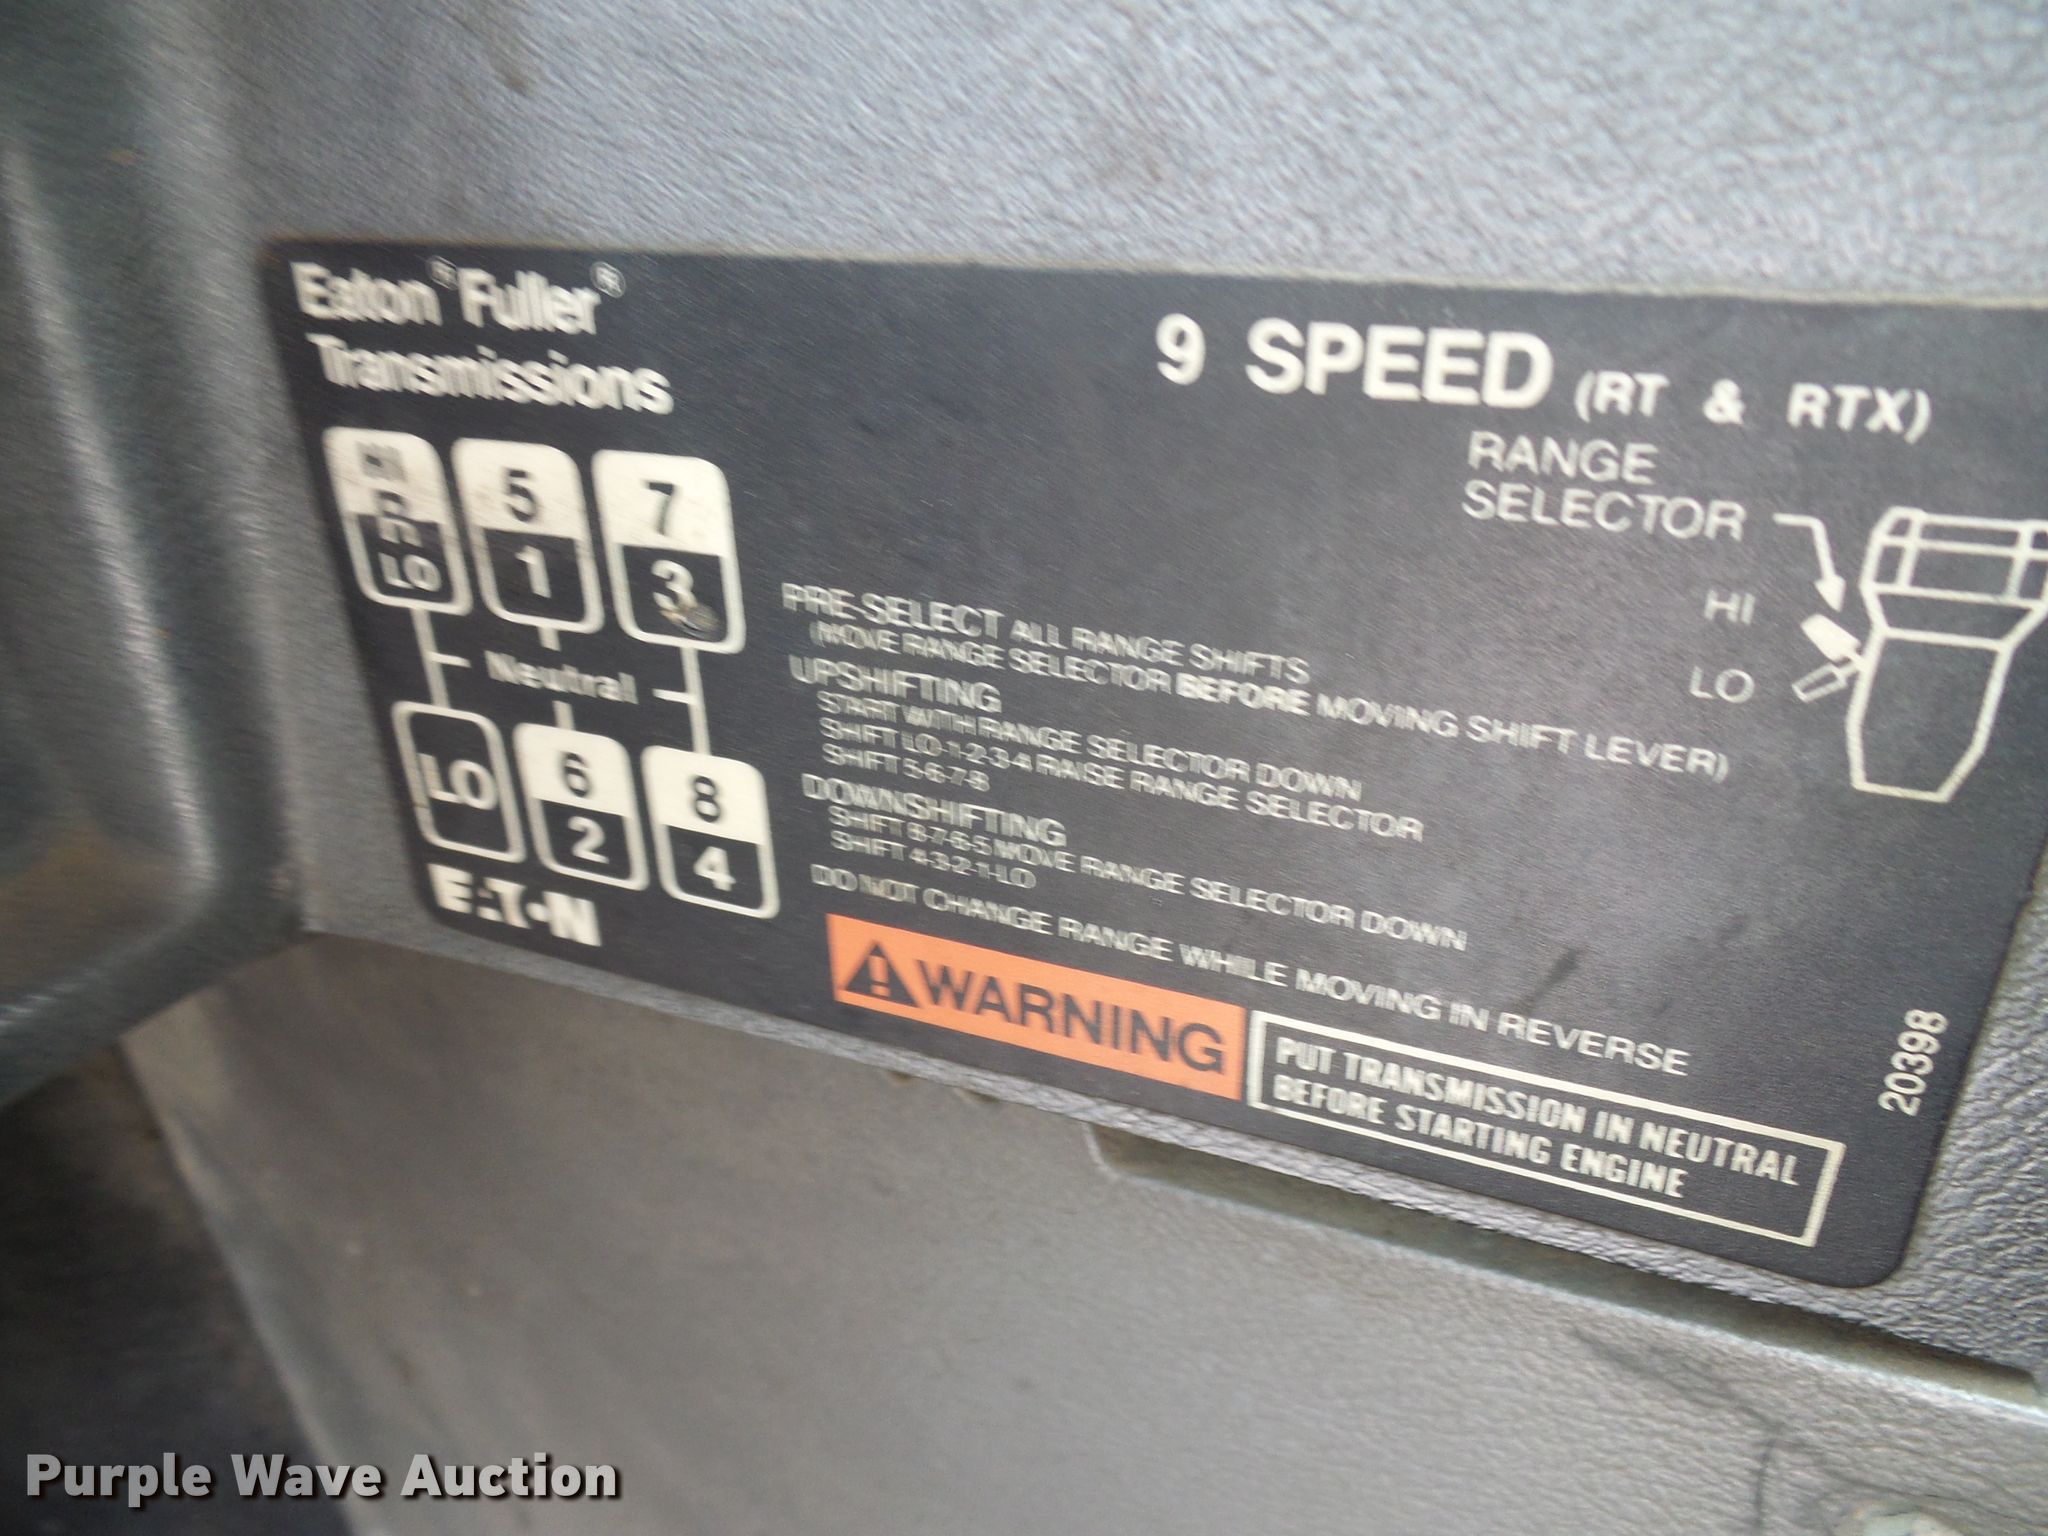 Eaton® Fuller®
Transmissions
9 SPEED (RT & RTX)
HI
R
LO
5
1
7
3
Neutral
LO
6
2
8
4
EATON
RANGE
SELECTOR
HI
LO
PRE-SELECT ALL RANGE SHIFTS
(MOVE RANGE SELECTOR BEFORE MOVING SHIFT LEVER)
UPSHIFTING
START WITH RANGE SELECTOR DOWN
SHIFT LO-1-2-3-4 RAISE RANGE SELECTOR
SHIFT 5-6-7-8
DOWNSHIFTING
SHIFT 8-7-6-5 MOVE RANGE SELECTOR DOWN
SHIFT 4-3-2-1-LO
DO NOT CHANGE RANGE WHILE MOVING IN REVERSE
WARNING
PUT TRANSMISSION IN NEUTRAL
BEFORE STARTING ENGINE
20398
Purple Wave Auction